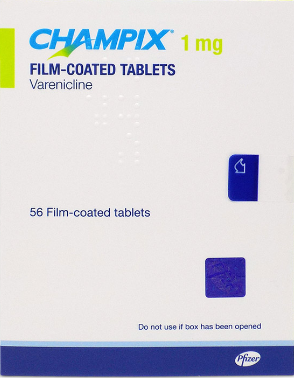 CHAMPIX® 1 mg
FILM-COATED TABLETS
Varenicline
56 Film-coated tablets
Do not use if box has been opened
Pfizer